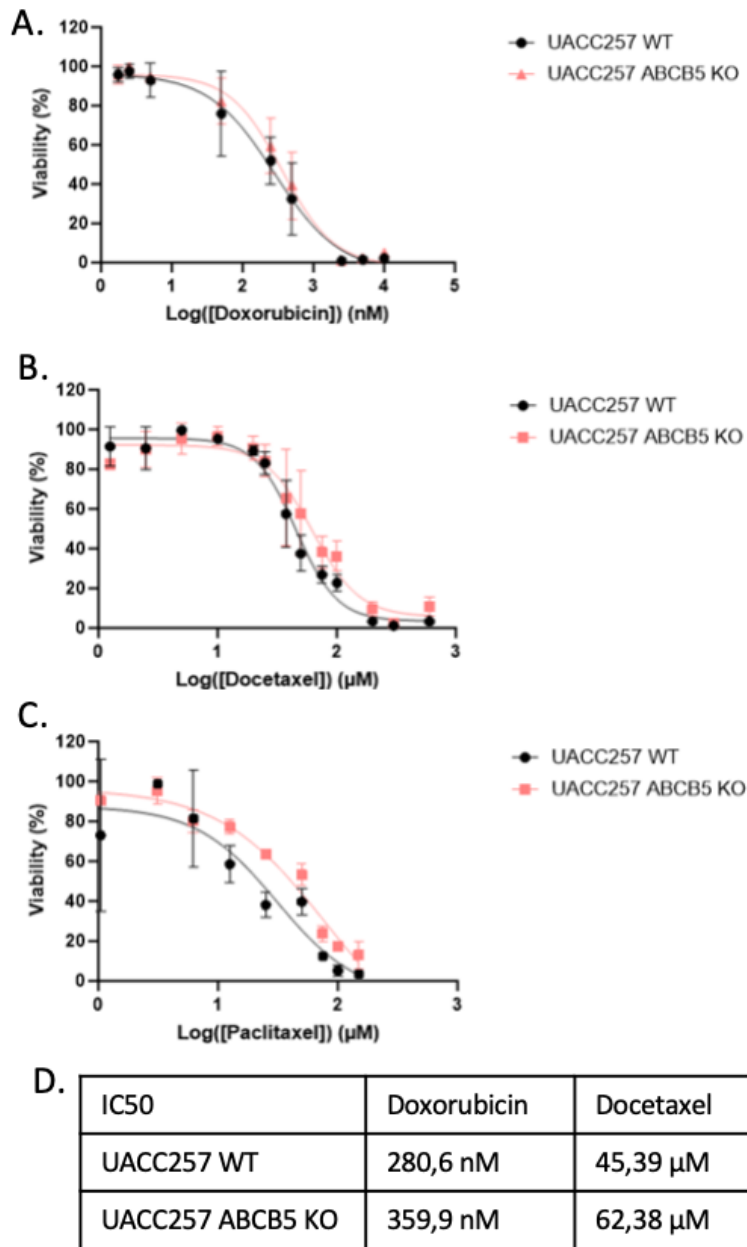 A.
120
100
80
60
40
20
0
Viability (%)
0 1 2 3 4 5
Log([Doxorubicin]) (nM)
UACC257 WT
UACC257 ABCB5 KO
B.
120
100
80
60
40
20
0
Viability (%)
0 1 2 3
Log([Docetaxel]) (µM)
UACC257 WT
UACC257 ABCB5 KO
C.
120
100
80
60
40
20
0
Viability (%)
0 1 2 3
Log([Paclitaxel]) (µM)
UACC257 WT
UACC257 ABCB5 KO
D.
IC50 Doxorubicin Docetaxel
UACC257 WT 280,6 nM 45,39 µM
UACC257 ABCB5 KO 359,9 nM 62,38 µM